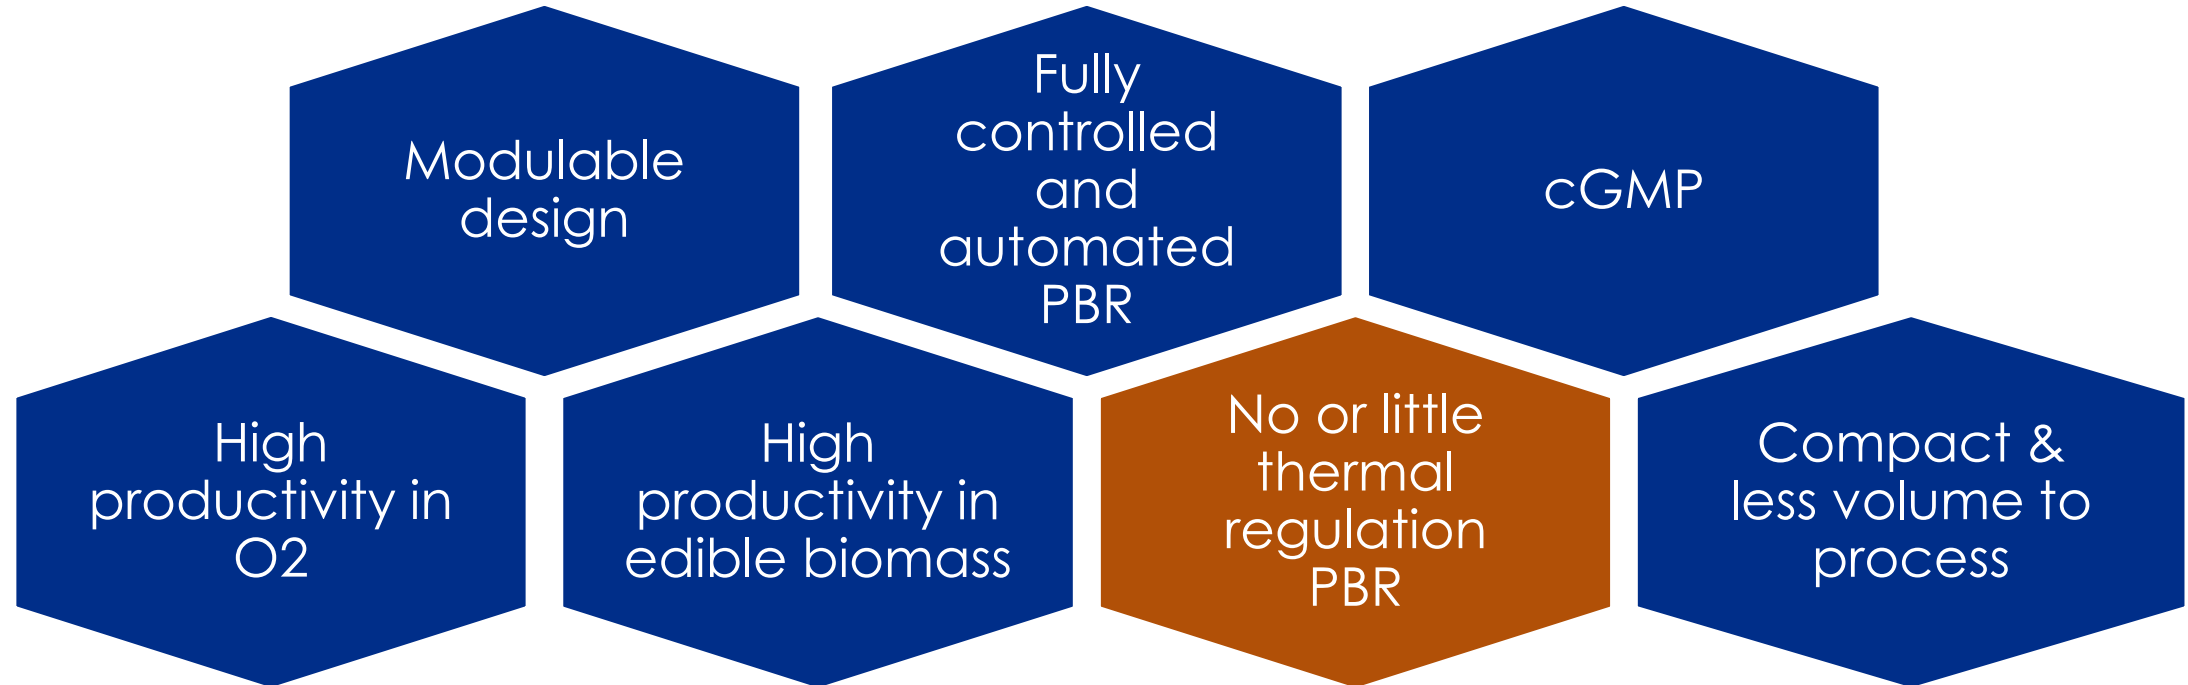 Modulable
design
Fully
controlled
and
automated
PBR
cGMP
High
productivity in
O2
High
productivity in
edible biomass
No or little
thermal
regulation
PBR
Compact &
less volume to
process